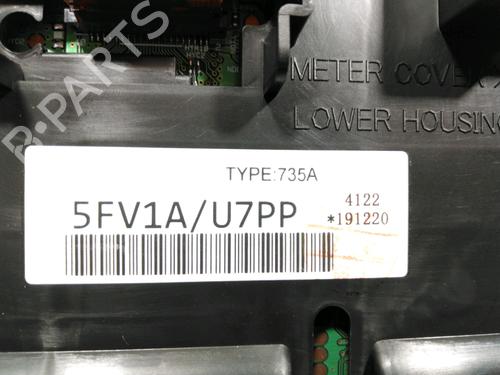 METER COVER
LOWER HOUSING
TYPE:735A
5FV1A/U7PP
4122
*191220
B-PARTS